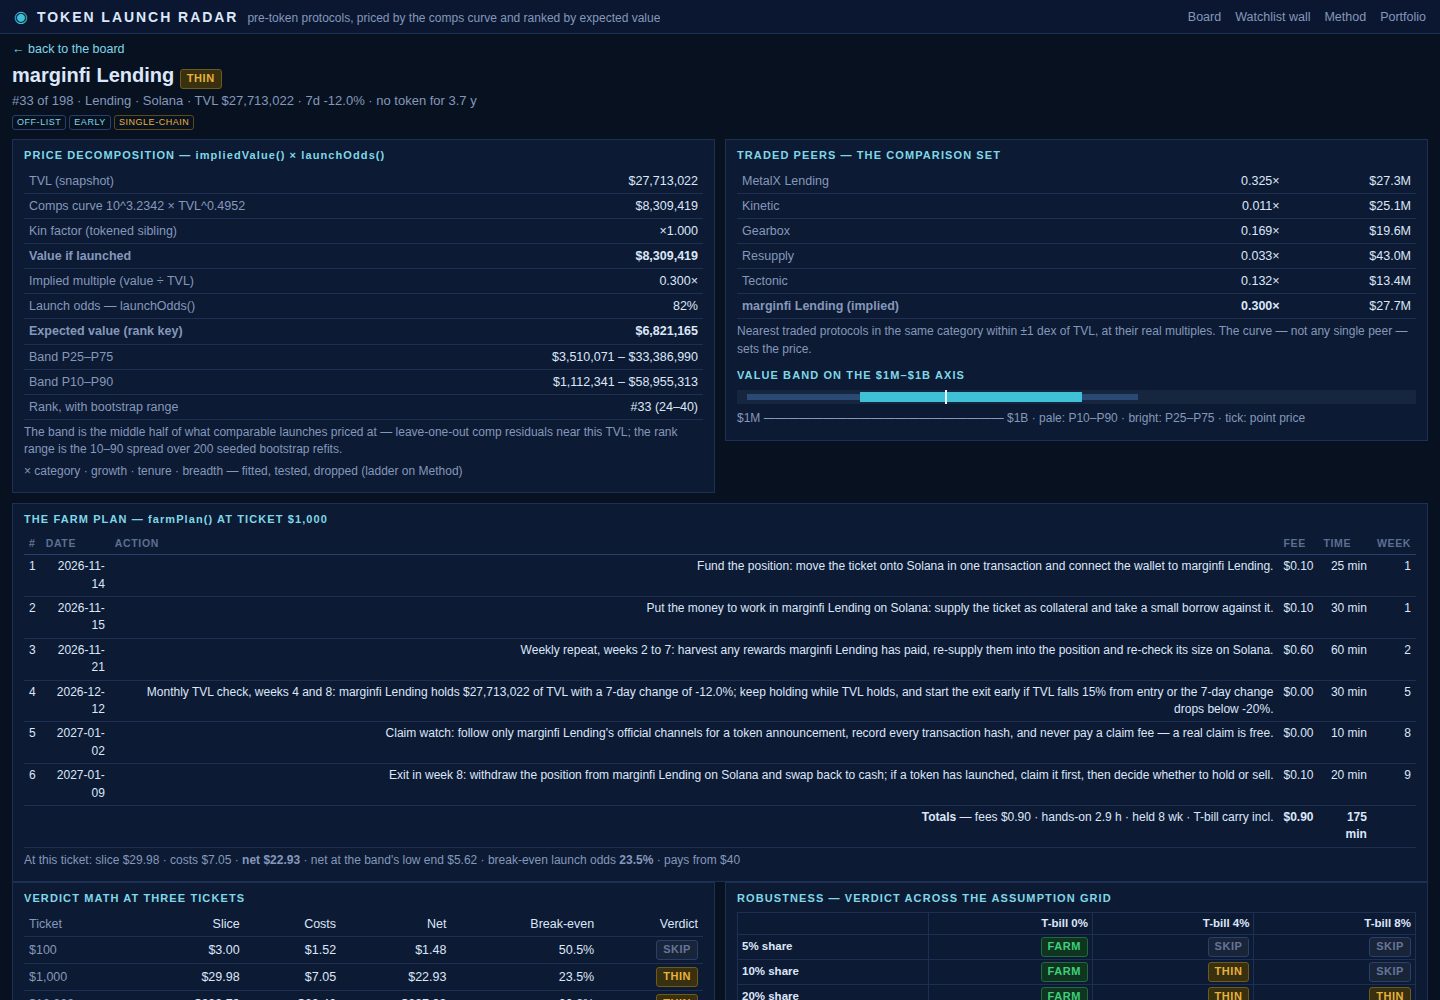 ◉ TOKEN LAUNCH RADAR pre-token protocols, priced by the comps curve and ranked by expected value Board Watchlist wall Method Portfolio
← back to the board
marginfi Lending THIN
#33 of 198 · Lending · Solana · TVL $27,713,022 · 7d -12.0% · no token for 3.7 y
OFF-LIST EARLY SINGLE-CHAIN
PRICE DECOMPOSITION — impliedValue() × launchOdds()
TVL (snapshot) $27,713,022
Comps curve 10^3.2342 × TVL^0.4952 $8,309,419
Kin factor (tokened sibling) ×1.000
Value if launched $8,309,419
Implied multiple (value ÷ TVL) 0.300×
Launch odds — launchOdds() 82%
Expected value (rank key) $6,821,165
Band P25–P75 $3,510,071 – $33,386,990
Band P10–P90 $1,112,341 – $58,955,313
Rank, with bootstrap range #33 (24–40)
The band is the middle half of what comparable launches priced at — leave-one-out comp residuals near this TVL; the rank
range is the 10–90 spread over 200 seeded bootstrap refits.
× category · growth · tenure · breadth — fitted, tested, dropped (ladder on Method)
TRADED PEERS — THE COMPARISON SET
MetalX Lending 0.325× $27.3M
Kinetic 0.011× $25.1M
Gearbox 0.169× $19.6M
Resupply 0.033× $43.0M
Tectonic 0.132× $13.4M
marginfi Lending (implied) 0.300× $27.7M
Nearest traded protocols in the same category within ±1 dex of TVL, at their real multiples. The curve — not any single peer —
sets the price.
VALUE BAND ON THE $1M–$1B AXIS
$1M ──────────────────── $1B · pale: P10–P90 · bright: P25–P75 · tick: point price
THE FARM PLAN — farmPlan() AT TICKET $1,000
# DATE ACTION FEE TIME WEEK
1 2026-11-14 Fund the position: move the ticket onto Solana in one transaction and connect the wallet to marginfi Lending. $0.10 25 min 1
2 2026-11-15 Put the money to work in marginfi Lending on Solana: supply the ticket as collateral and take a small borrow against it. $0.10 30 min 1
3 2026-11-21 Weekly repeat, weeks 2 to 7: harvest any rewards marginfi Lending has paid, re-supply them into the position and re-check its size on Solana. $0.60 60 min 2
4 2026-12-12 Monthly TVL check, weeks 4 and 8: marginfi Lending holds $27,713,022 of TVL with a 7-day change of -12.0%; keep holding while TVL holds, and start the exit early if TVL falls 15% from entry or the 7-day change
drops below -20%. $0.00 30 min 5
5 2027-01-02 Claim watch: follow only marginfi Lending's official channels for a token announcement, record every transaction hash, and never pay a claim fee — a real claim is free. $0.00 10 min 8
6 2027-01-09 Exit in week 8: withdraw the position from marginfi Lending on Solana and swap back to cash; if a token has launched, claim it first, then decide whether to hold or sell. $0.10 20 min 9
Totals — fees $0.90 · hands-on 2.9 h · held 8 wk · T-bill carry incl. $0.90 175 min
At this ticket: slice $29.98 · costs $7.05 · net $22.93 · net at the band's low end $5.62 · break-even launch odds 23.5% · pays from $40
VERDICT MATH AT THREE TICKETS
Ticket Slice Costs Net Break-even Verdict
$100 $3.00 $1.52 $1.48 50.5% SKIP
$1,000 $29.98 $7.05 $22.93 23.5% THIN
ROBUSTNESS — VERDICT ACROSS THE ASSUMPTION GRID
T-bill 0% T-bill 4% T-bill 8%
5% share FARM SKIP SKIP
10% share FARM THIN SKIP
20% share FARM THIN THIN